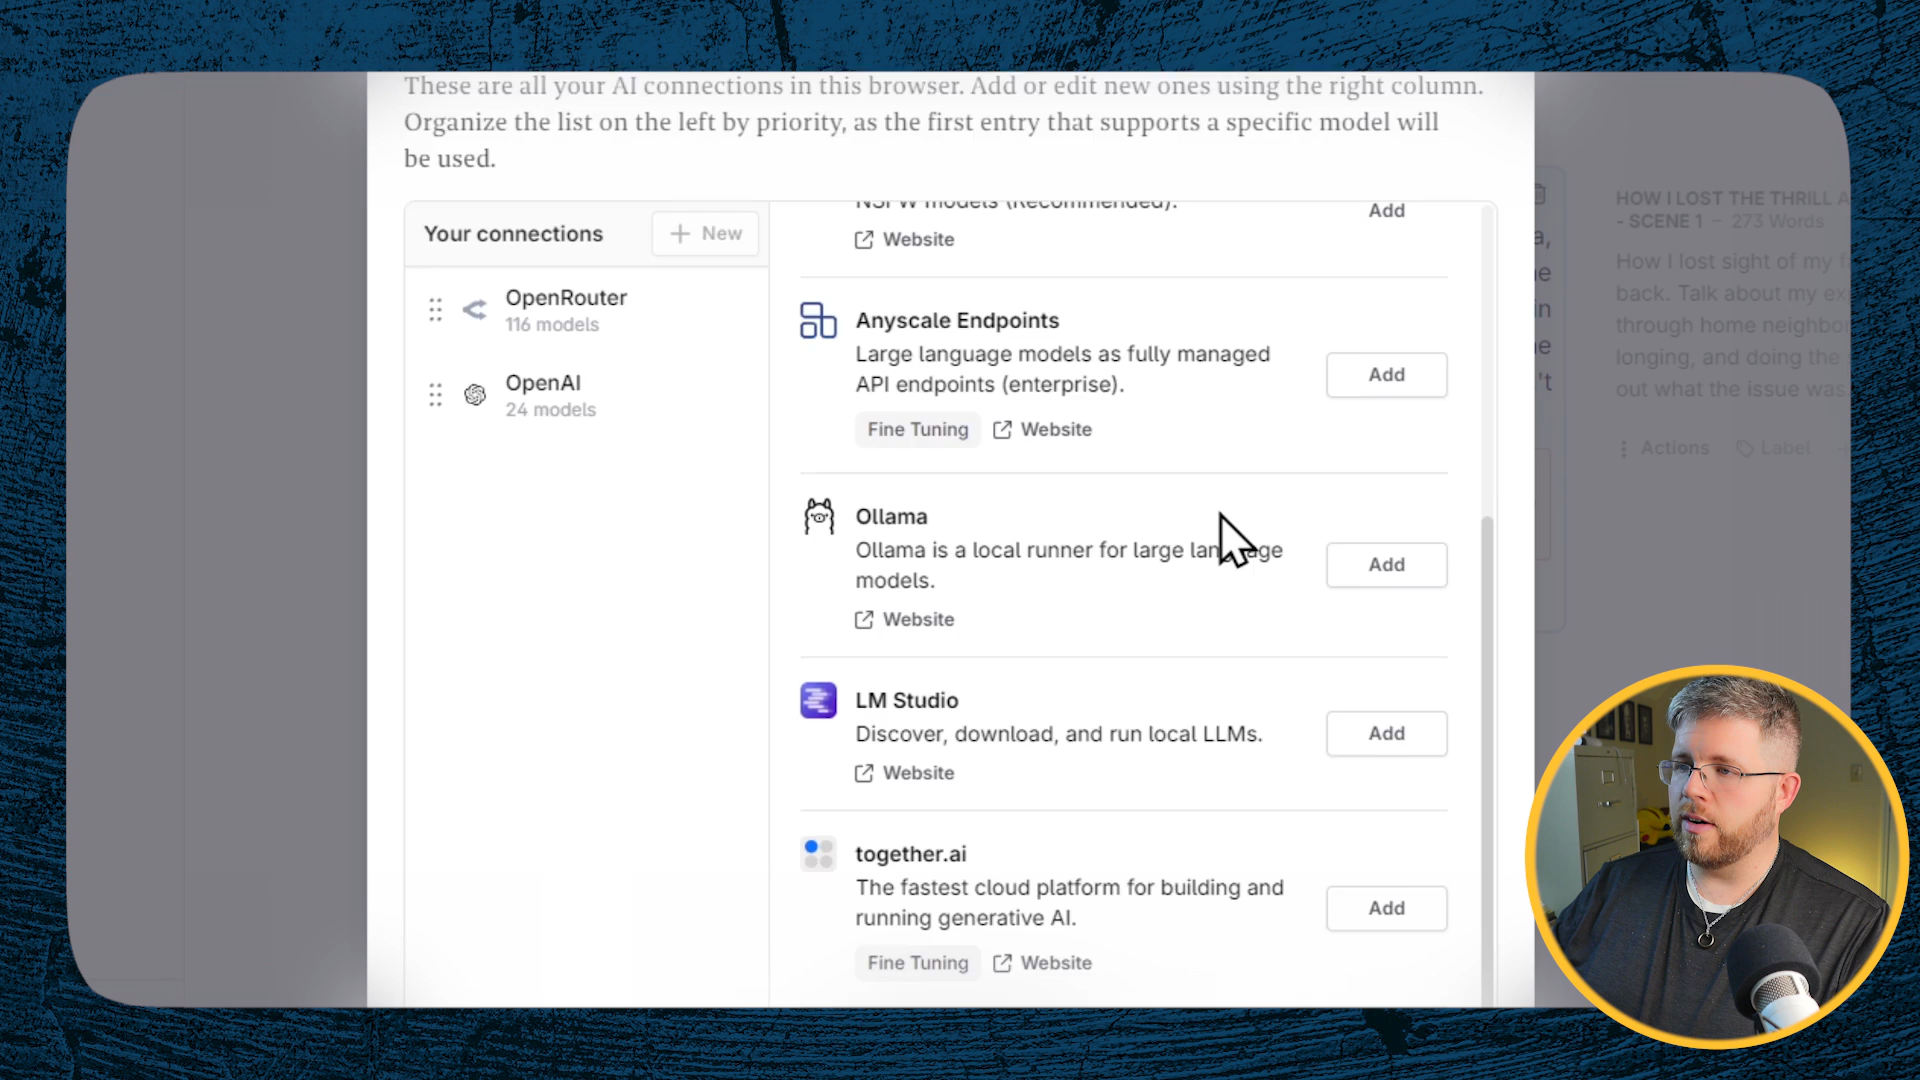 These are all your AI connections in this browser. Add or edit new ones using the right column.
Organize the list on the left by priority, as the first entry that supports a specific model will
be used.
Your connections
New
OpenRouter
116 models
OpenAI
24 models
NSFW models (Recommended).
Add
Website
Anyscale Endpoints
Large language models as fully managed
API endpoints (enterprise).
Add
Fine Tuning
Website
Ollama
Ollama is a local runner for large language
models.
Add
Website
LM Studio
Discover, download, and run local LLMs.
Add
Website
together.ai
The fastest cloud platform for building and
running generative AI.
Add
Fine Tuning
Website
HOW I LOST THE THRILL A
- SCENE 1 – 273 Words
How I lost sight of my f
back. Talk about my ex
through home neighbor
longing, and doing the
out what the issue was
Actions
Label